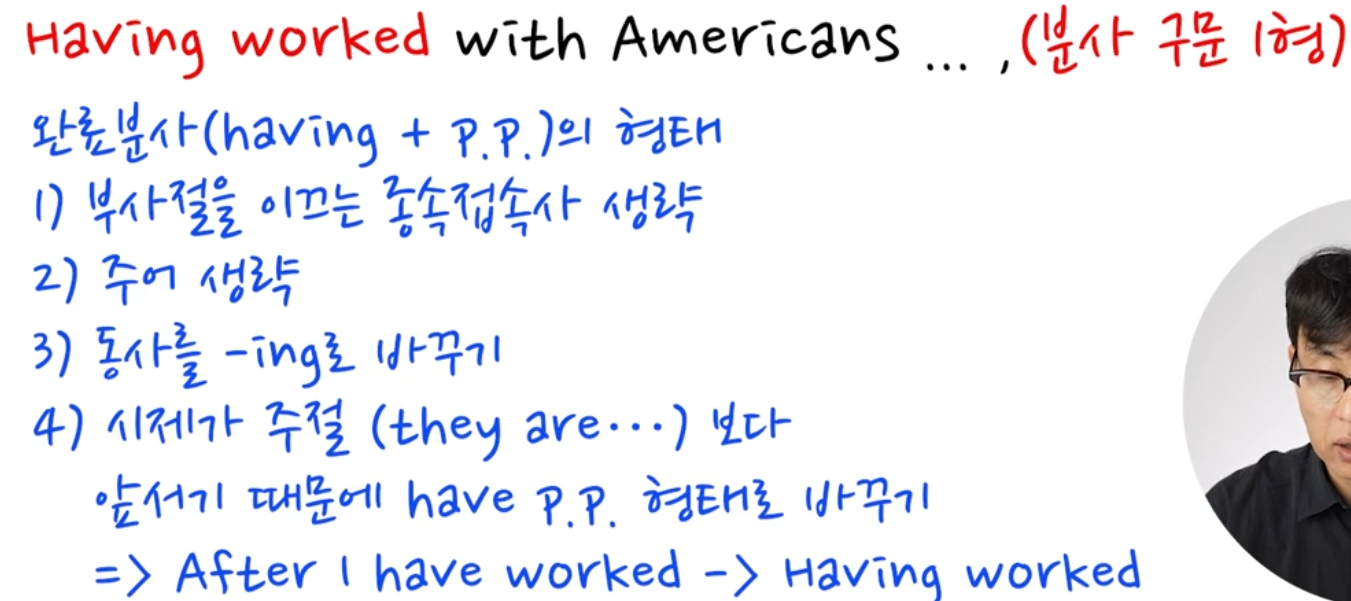 Having worked with Americans ... , (분사 구문 1형)
완료분사(having + P.P.)의 형태
1) 부사절을 이끄는 종속접속사 생략
2) 주어 생략
3) 동사를 -ing로 바꾸기
4) 시제가 주절 (they are...) 보다
앞서기 때문에 have P.P. 형태로 바꾸기
=> After I have worked -> Having worked